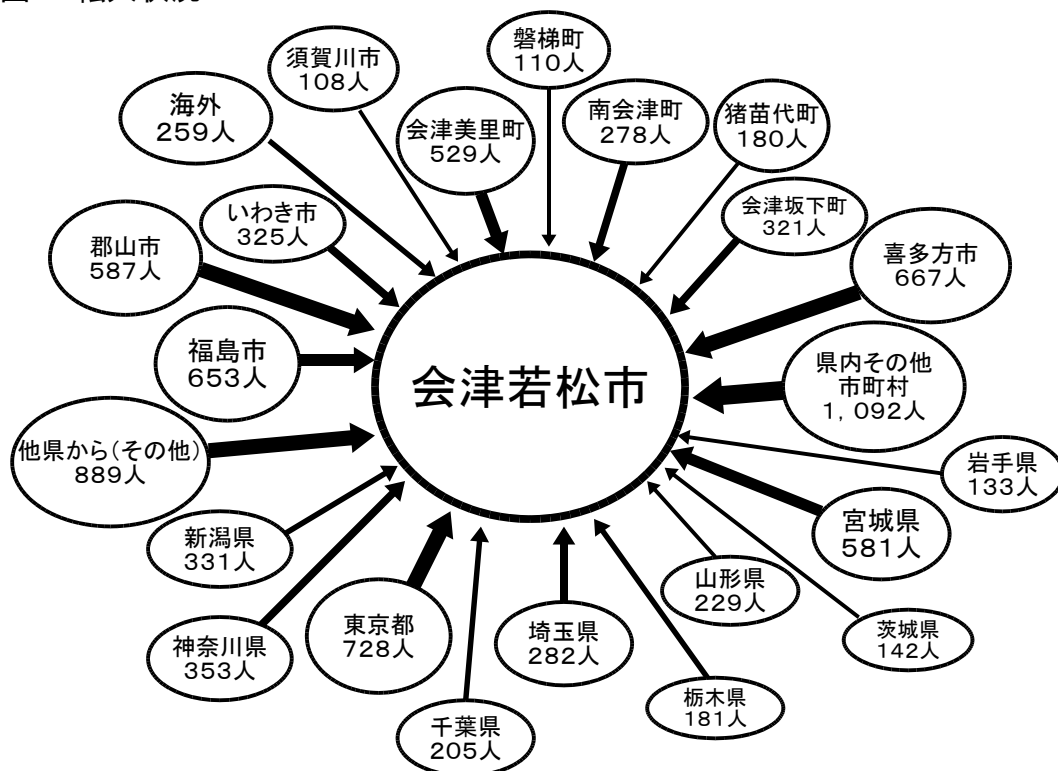 磐梯町
110人
須賀川市
108人
海外
259人
会津美里町
529人
南会津町
278人
猪苗代町
180人
いわき市
325人
会津坂下町
321人
郡山市
587人
喜多方市
667人
福島市
653人
会津若松市
県内その他
市町村
1,092人
他県から(その他)
889人
岩手県
133人
新潟県
331人
宮城県
581人
山形県
229人
神奈川県
353人
東京都
728人
埼玉県
282人
茨城県
142人
千葉県
205人
栃木県
181人